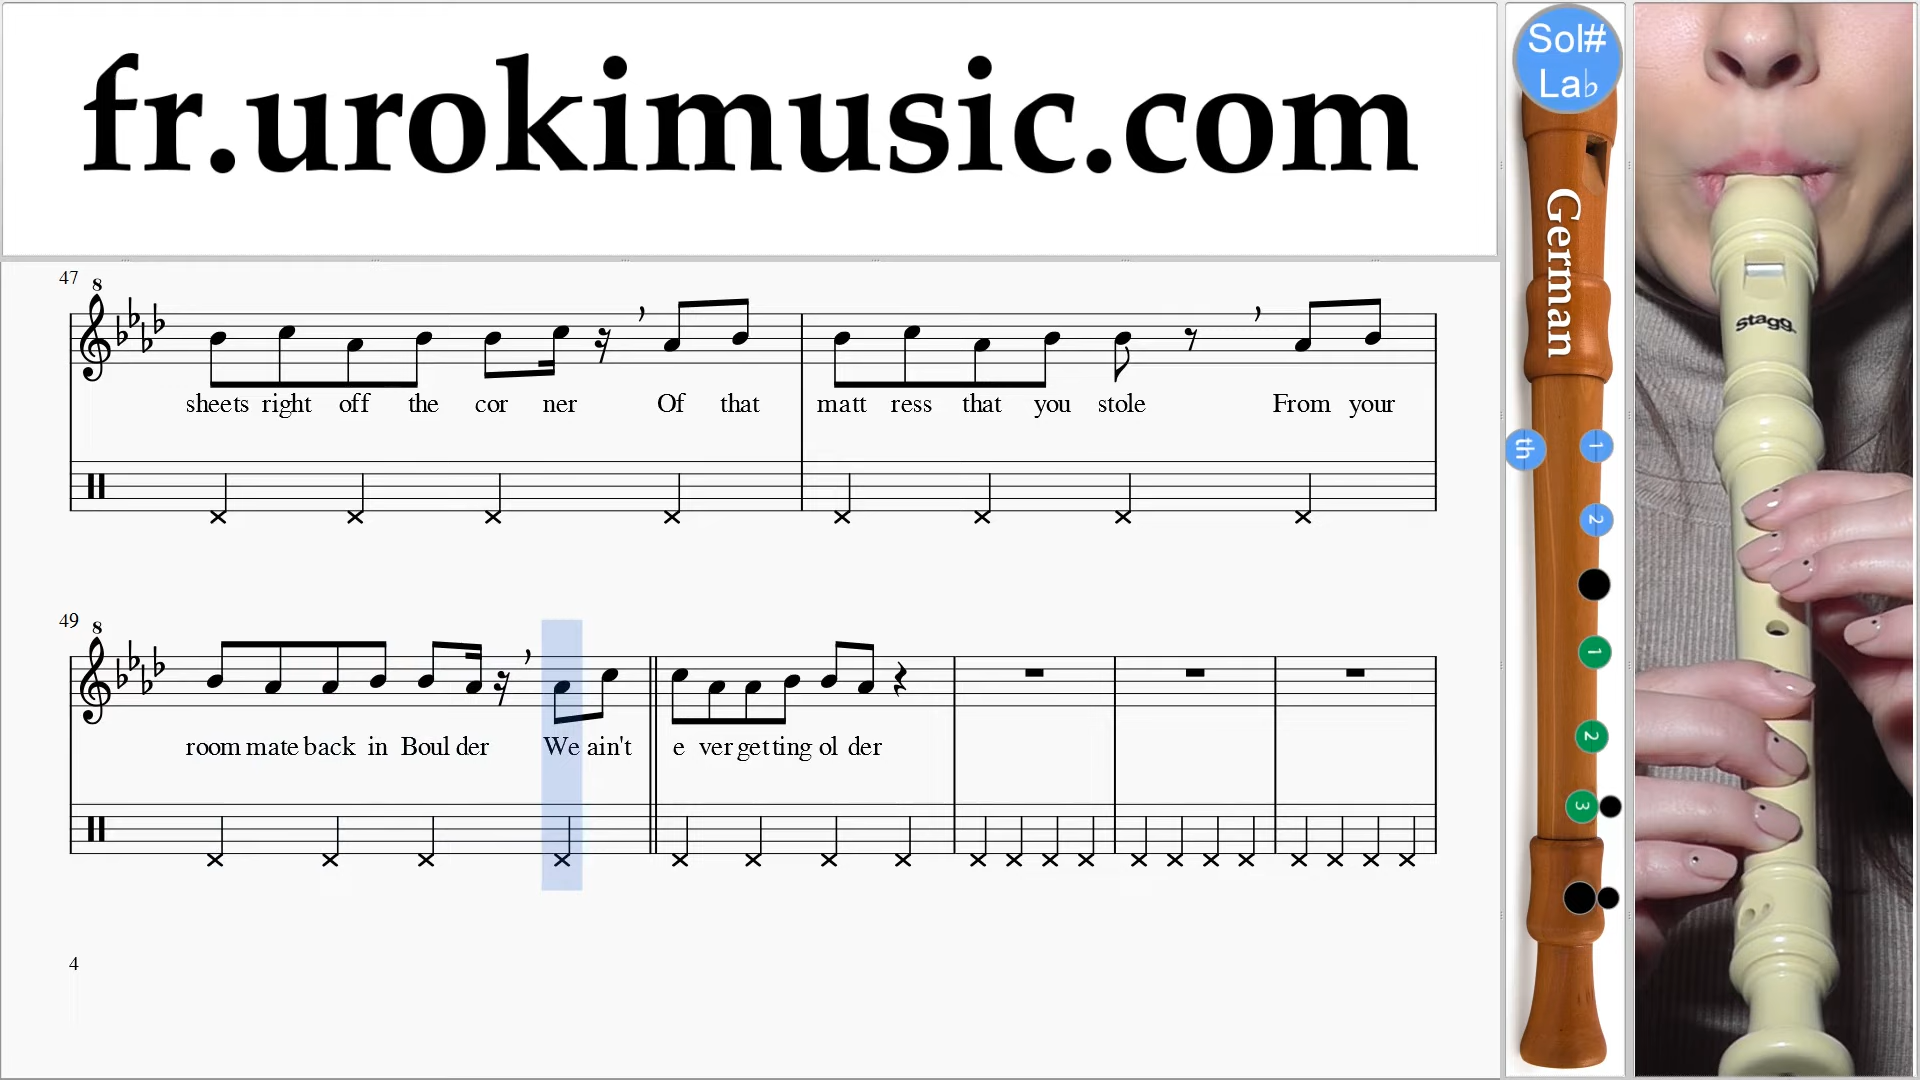 fr.urokimusic.com
47
8
sheets right off the cor ner Of that matt ress that you stole From your
49
8
room mate back in Boul der We ain't e ver get ting ol der
4
Sol#
La♭
German
th
1
2
1
2
3
Stagg